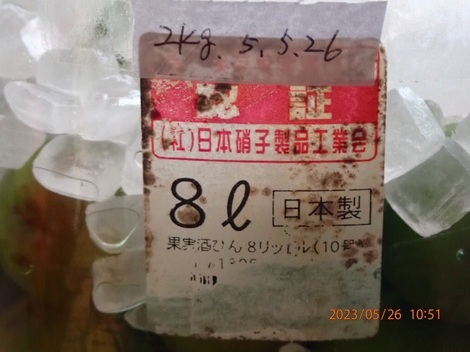 2kg. 5. 5. 26
認証
(社)日本硝子製品工業会
8ℓ 日本製
果実酒びん 8リットル(10号)
2023/05/26 10:51